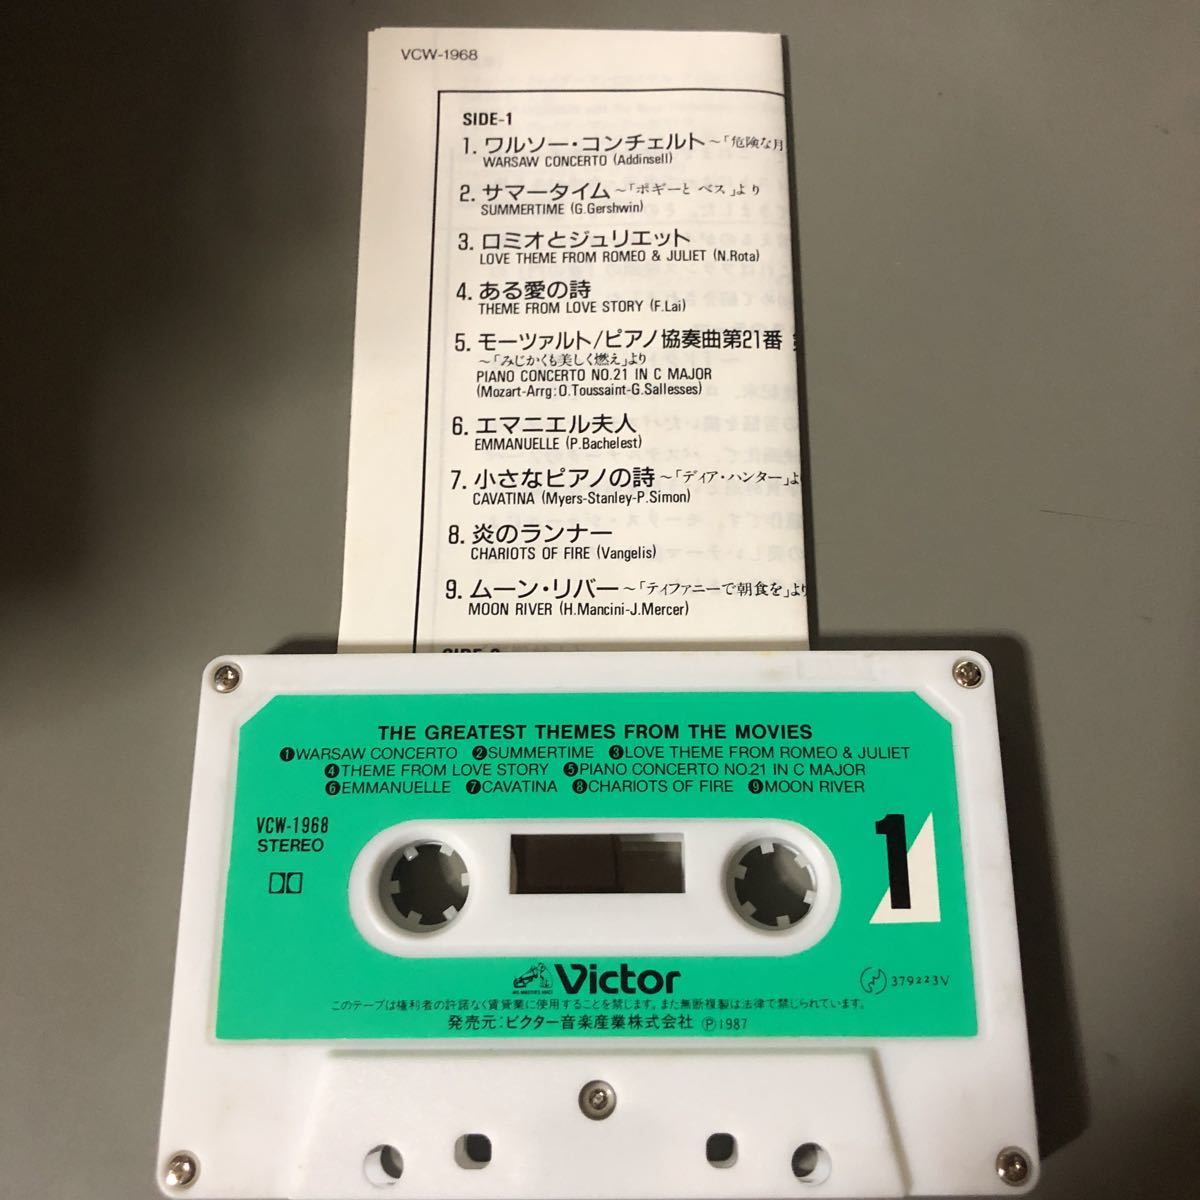 VCW-1968
SIDE-1
1. ワルソー・コンチェルト〜「危険な月
WARSAW CONCERTO (Addinsell)
2. サマータイム〜「ポギーと ベス」より
SUMMERTIME (G.Gershwin)
3. ロミオとジュリエット
LOVE THEME FROM ROMEO & JULIET (N.Rota)
4. ある愛の詩
THEME FROM LOVE STORY (F.Lai)
5. モーツァルト/ピアノ協奏曲第21番
〜「みじかくも美しく燃え」より
PIANO CONCERTO NO.21 IN C MAJOR
(Mozart-Arrg:O.Toussaint-G.Sallesses)
6. エマニエル夫人
EMMANUELLE (P.Bachelest)
7. 小さなピアノの詩〜「ディア・ハンター」より
CAVATINA (Myers-Stanley-P.Simon)
8. 炎のランナー
CHARIOTS OF FIRE (Vangelis)
9. ムーン・リバー〜「ティファニーで朝食を」より
MOON RIVER (H.Mancini-J.Mercer)
THE GREATEST THEMES FROM THE MOVIES
❶WARSAW CONCERTO ❷SUMMERTIME ❸LOVE THEME FROM ROMEO & JULIET
❹THEME FROM LOVE STORY ❺PIANO CONCERTO NO.21 IN C MAJOR
❻EMMANUELLE ❼CAVATINA ❽CHARIOTS OF FIRE ❾MOON RIVER
VCW-1968
STEREO
1
HIS MASTER'S VOICE
Victor
379223V
このテープは権利者の許諾なく賃貸業に使用することを禁じます。また無断複製は法律で禁じられています。
発売元:ビクター音楽産業株式会社 Ⓟ1987